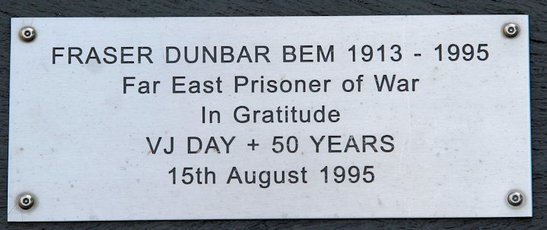 FRASER DUNBAR BEM 1913 - 1995
Far East Prisoner of War
In Gratitude
VJ DAY + 50 YEARS
15th August 1995